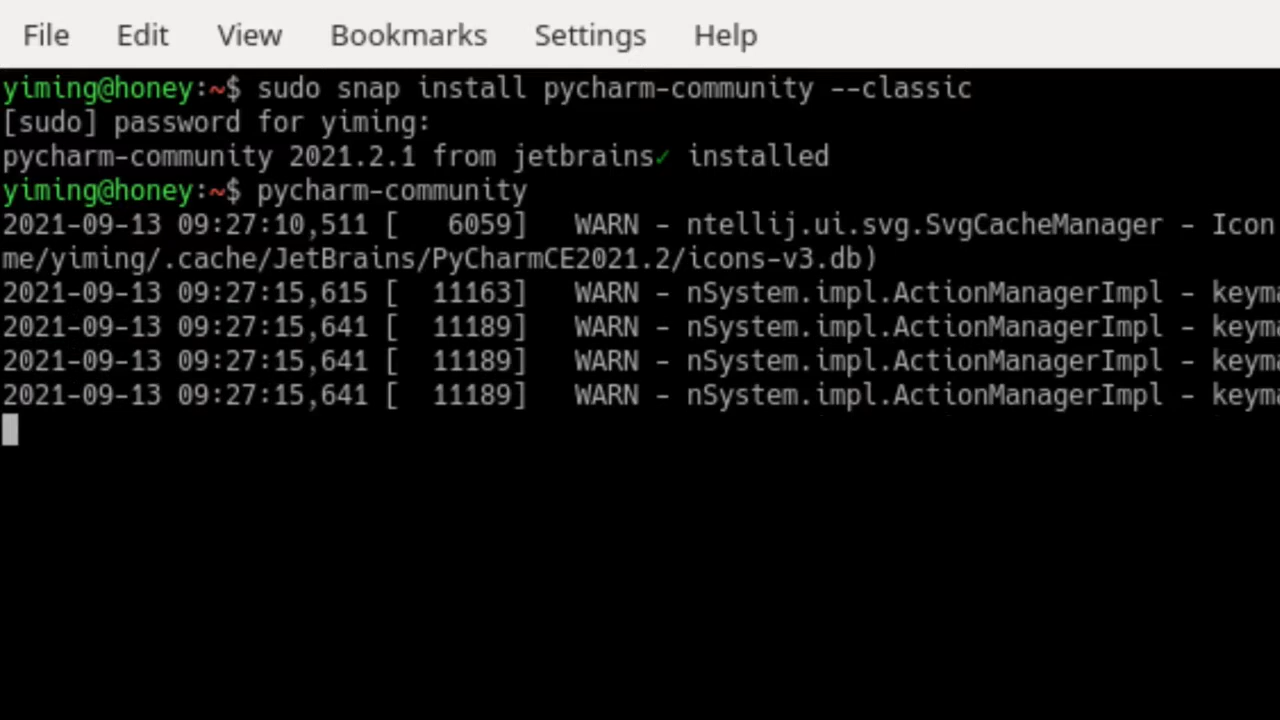 File Edit View Bookmarks Settings Help
yiming@honey:~$ sudo snap install pycharm-community --classic
[sudo] password for yiming:
pycharm-community 2021.2.1 from jetbrains✓ installed
yiming@honey:~$ pycharm-community
2021-09-13 09:27:10,511 [   6059]   WARN - ntellij.ui.svg.SvgCacheManager - Icon
me/yiming/.cache/JetBrains/PyCharmCE2021.2/icons-v3.db)
2021-09-13 09:27:15,615 [  11163]   WARN - nSystem.impl.ActionManagerImpl - keyma
2021-09-13 09:27:15,641 [  11189]   WARN - nSystem.impl.ActionManagerImpl - keyma
2021-09-13 09:27:15,641 [  11189]   WARN - nSystem.impl.ActionManagerImpl - keyma
2021-09-13 09:27:15,641 [  11189]   WARN - nSystem.impl.ActionManagerImpl - keyma